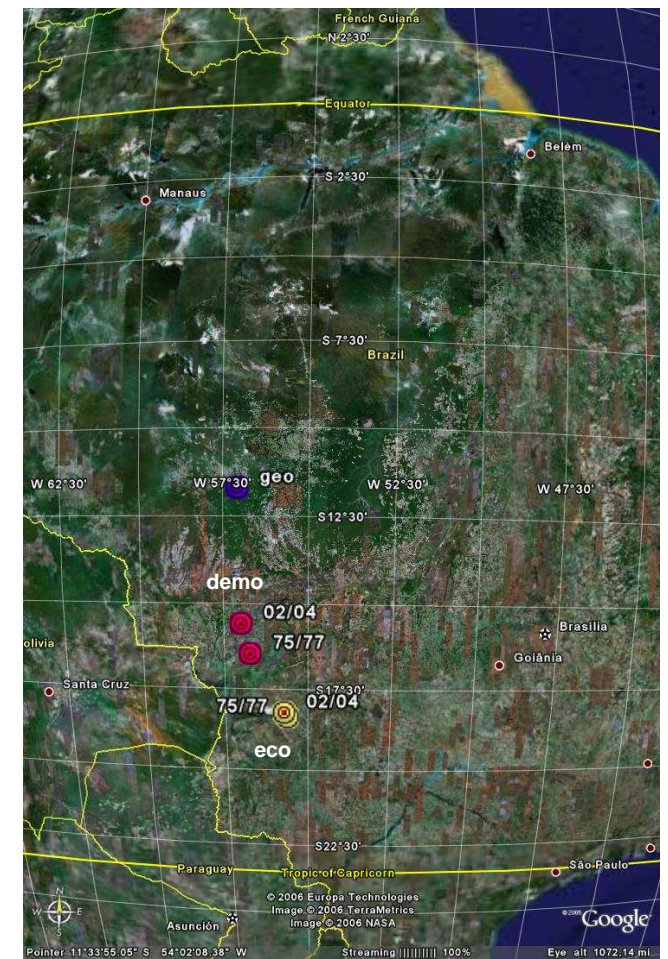 French Guiana
N 2°30'
Equator
Belém
S 2°30'
Manaus
S 7°30'
Brazil
W 62°30' W 57°30' geo W 52°30' W 47°30'
S12°30'
demo
02/04
75/77
Brasília
olivia
Goiânia
Santa Cruz
S17°30'
75/77 02/04
eco
S22°30'
Paraguay
Tropic of Capricorn
São Paulo
N
W E
S
© 2006 Europa Technologies
Image © 2006 TerraMetrics
Image © 2006 NASA
Asunción
©2005 Google
Pointer 11°33'55.05" S 54°02'08.38" W Streaming |||||||||| 100% Eye alt 1072.14 mi